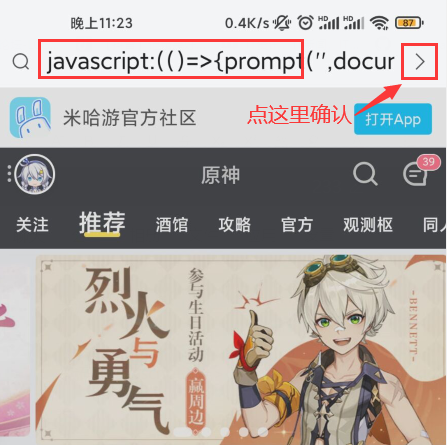 晚上11:23
0.4K/s HD HD 87
javascript:(()=>{prompt('',docur
米哈游官方社区
点这里确认
打开App
原神
39
关注 推荐 酒馆 攻略 官方 观测枢 同人
烈火与勇气
参与生日活动 赢周边
-BENNETT-